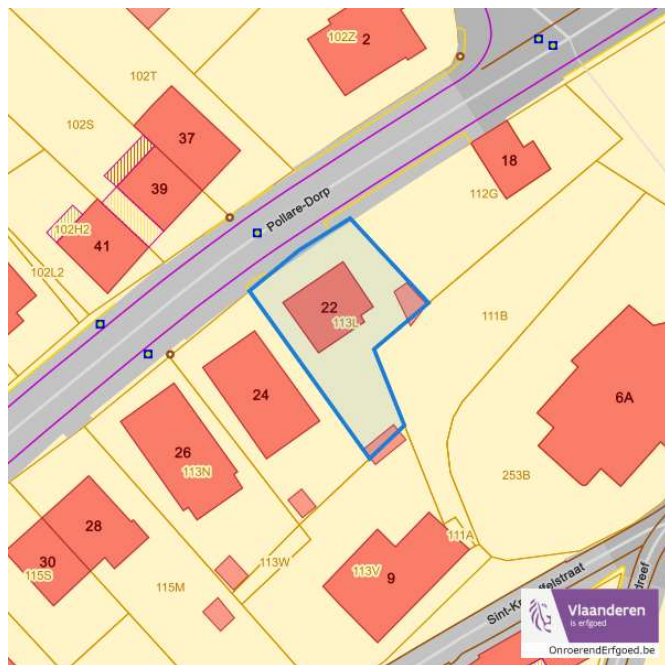 102Z
2
102T
102S
37
18
39
112G
Pollare-Dorp
102H2
41
102L2
22
113L
111B
24
6A
26
113N
253B
28
111A
30
115S
113W
113V
9
115M
Vlaanderen
is erfgoed
OnroerendErfgoed.be